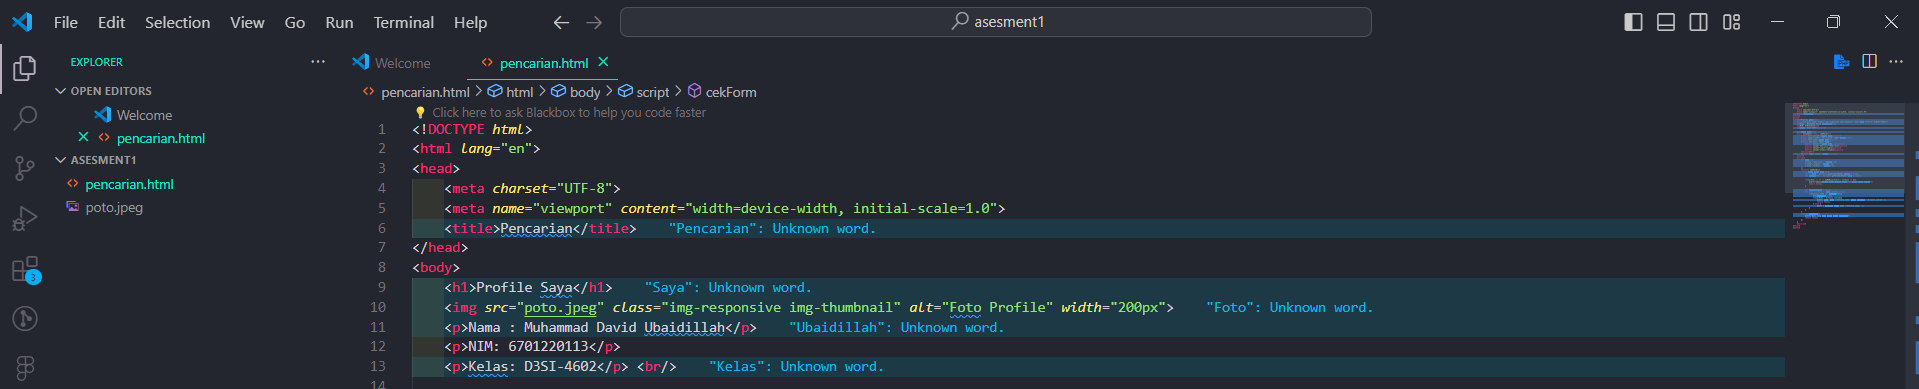 File Edit Selection View Go Run Terminal Help asesment1
EXPLORER
OPEN EDITORS
Welcome
pencarian.html
ASESMENT1
pencarian.html
poto.jpeg
3
Welcome pencarian.html
pencarian.html > html > body > script > cekForm
Click here to ask Blackbox to help you code faster
1 <!DOCTYPE html>
2 <html lang="en">
3 <head>
4 <meta charset="UTF-8">
5 <meta name="viewport" content="width=device-width, initial-scale=1.0">
6 <title>Pencarian</title> "Pencarian": Unknown word.
7 </head>
8 <body>
9 <h1>Profile Saya</h1> "Saya": Unknown word.
10 <img src="poto.jpeg" class="img-responsive img-thumbnail" alt="Foto Profile" width="200px"> "Foto": Unknown word.
11 <p>Nama : Muhammad David Ubaidillah</p> "Ubaidillah": Unknown word.
12 <p>NIM: 6701220113</p>
13 <p>Kelas: D3SI-4602</p> <br/> "Kelas": Unknown word.
14